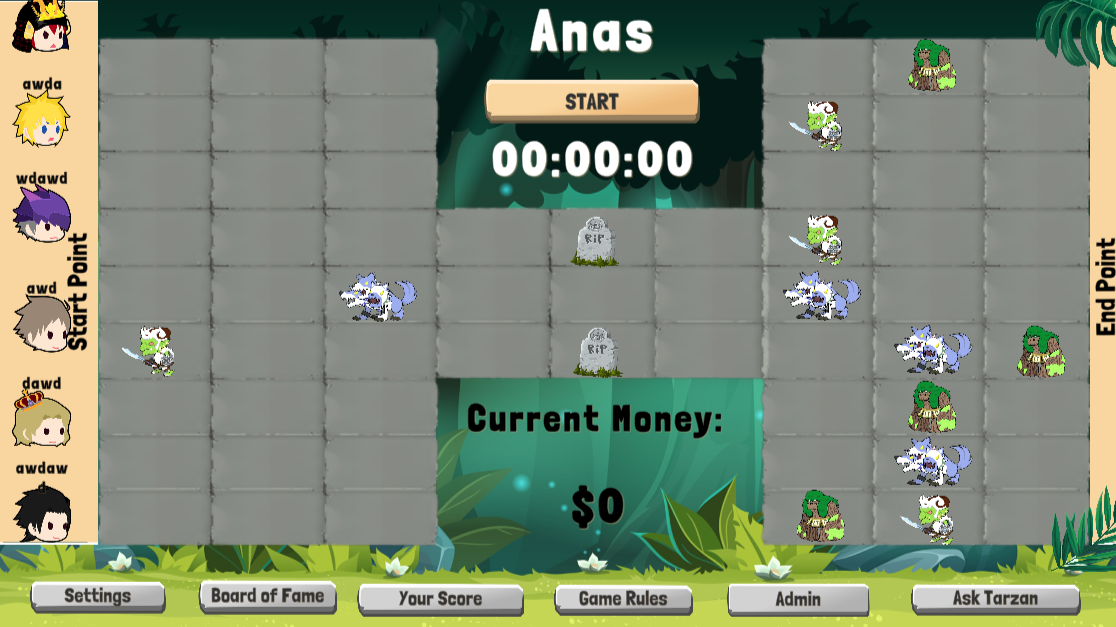 Anas
START
00:00:00
awda
wdawd
awd
dawd
awdaw
d
Start Point
RIP
RIP
Current Money:
$0
End Point
Settings
Board of Fame
Your Score
Game Rules
Admin
Ask Tarzan